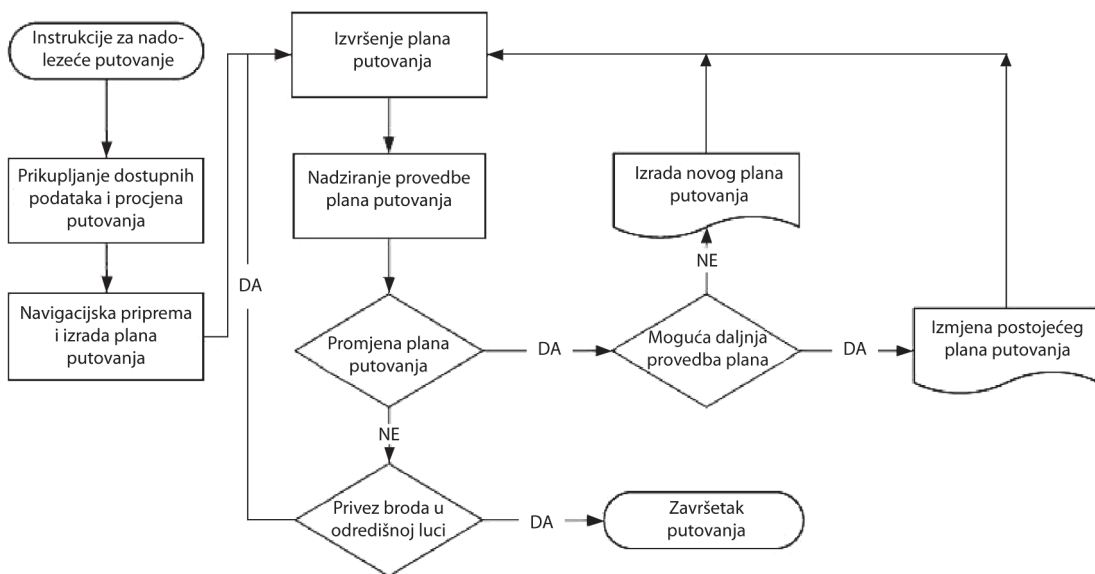 Instrukcije za nado-
lezeće putovanje
Prikupljanje dostupnih
podataka i procjena
putovanja
Navigacijska priprema
i izrada plana
putovanja
DA
Izvršenje plana
putovanja
Nadziranje provedbe
plana putovanja
Promjena plana
putovanja
DA
NE
Privez broda u
odredišnoj luci
DA
Završetak
putovanja
Moguća daljnja
provedba plana
NE
Izrada novog plana
putovanja
DA
Izmjena postojećeg
plana putovanja